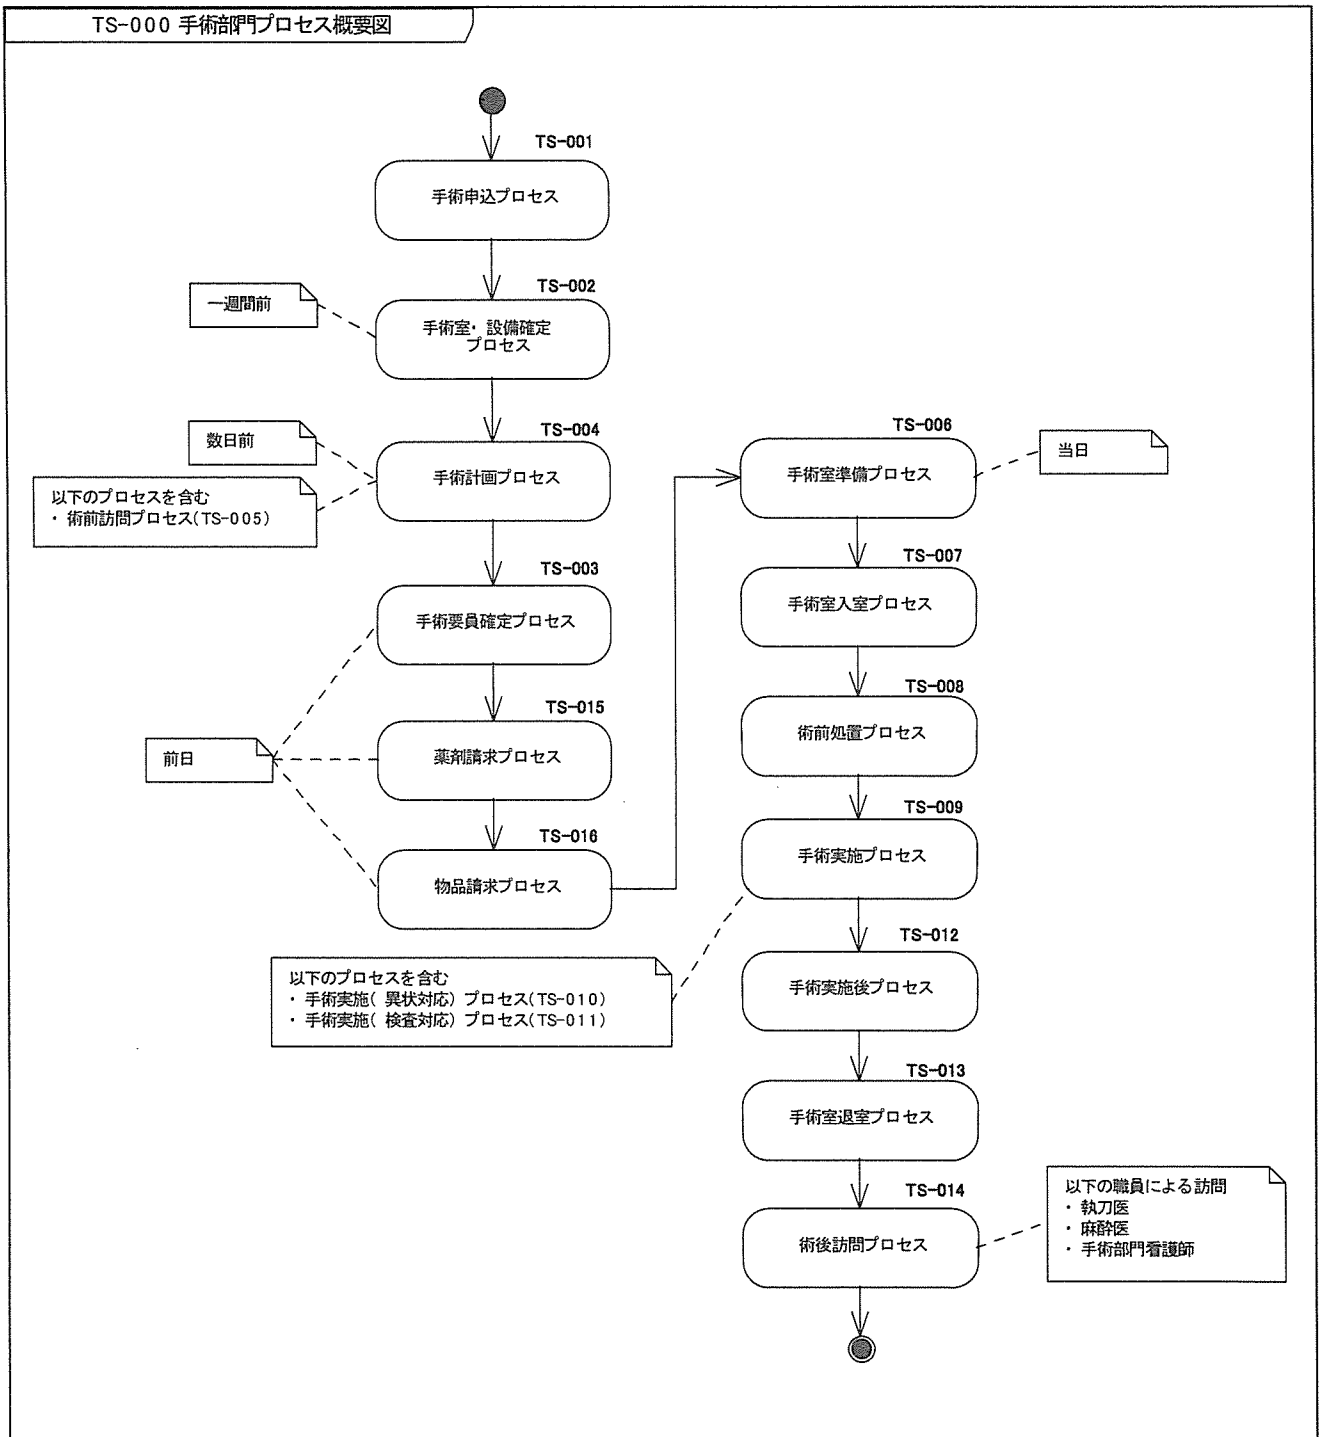 TS-000 手術部門プロセス概要図
TS-001
手術申込プロセス
TS-002
一週間前
手術室・設備確定
プロセス
TS-004
数日前
手術計画プロセス
以下のプロセスを含む
・術前訪問プロセス(TS-005)
TS-003
手術要員確定プロセス
TS-015
前日
薬剤請求プロセス
TS-016
物品請求プロセス
TS-006
当日
手術室準備プロセス
TS-007
手術室入室プロセス
TS-008
術前処置プロセス
TS-009
手術実施プロセス
以下のプロセスを含む
・手術実施(異状対応)プロセス(TS-010)
・手術実施(検査対応)プロセス(TS-011)
TS-012
手術実施後プロセス
TS-013
手術室退室プロセス
TS-014
術後訪問プロセス
以下の職員による訪問
・執刀医
・麻酔医
・手術部門看護師